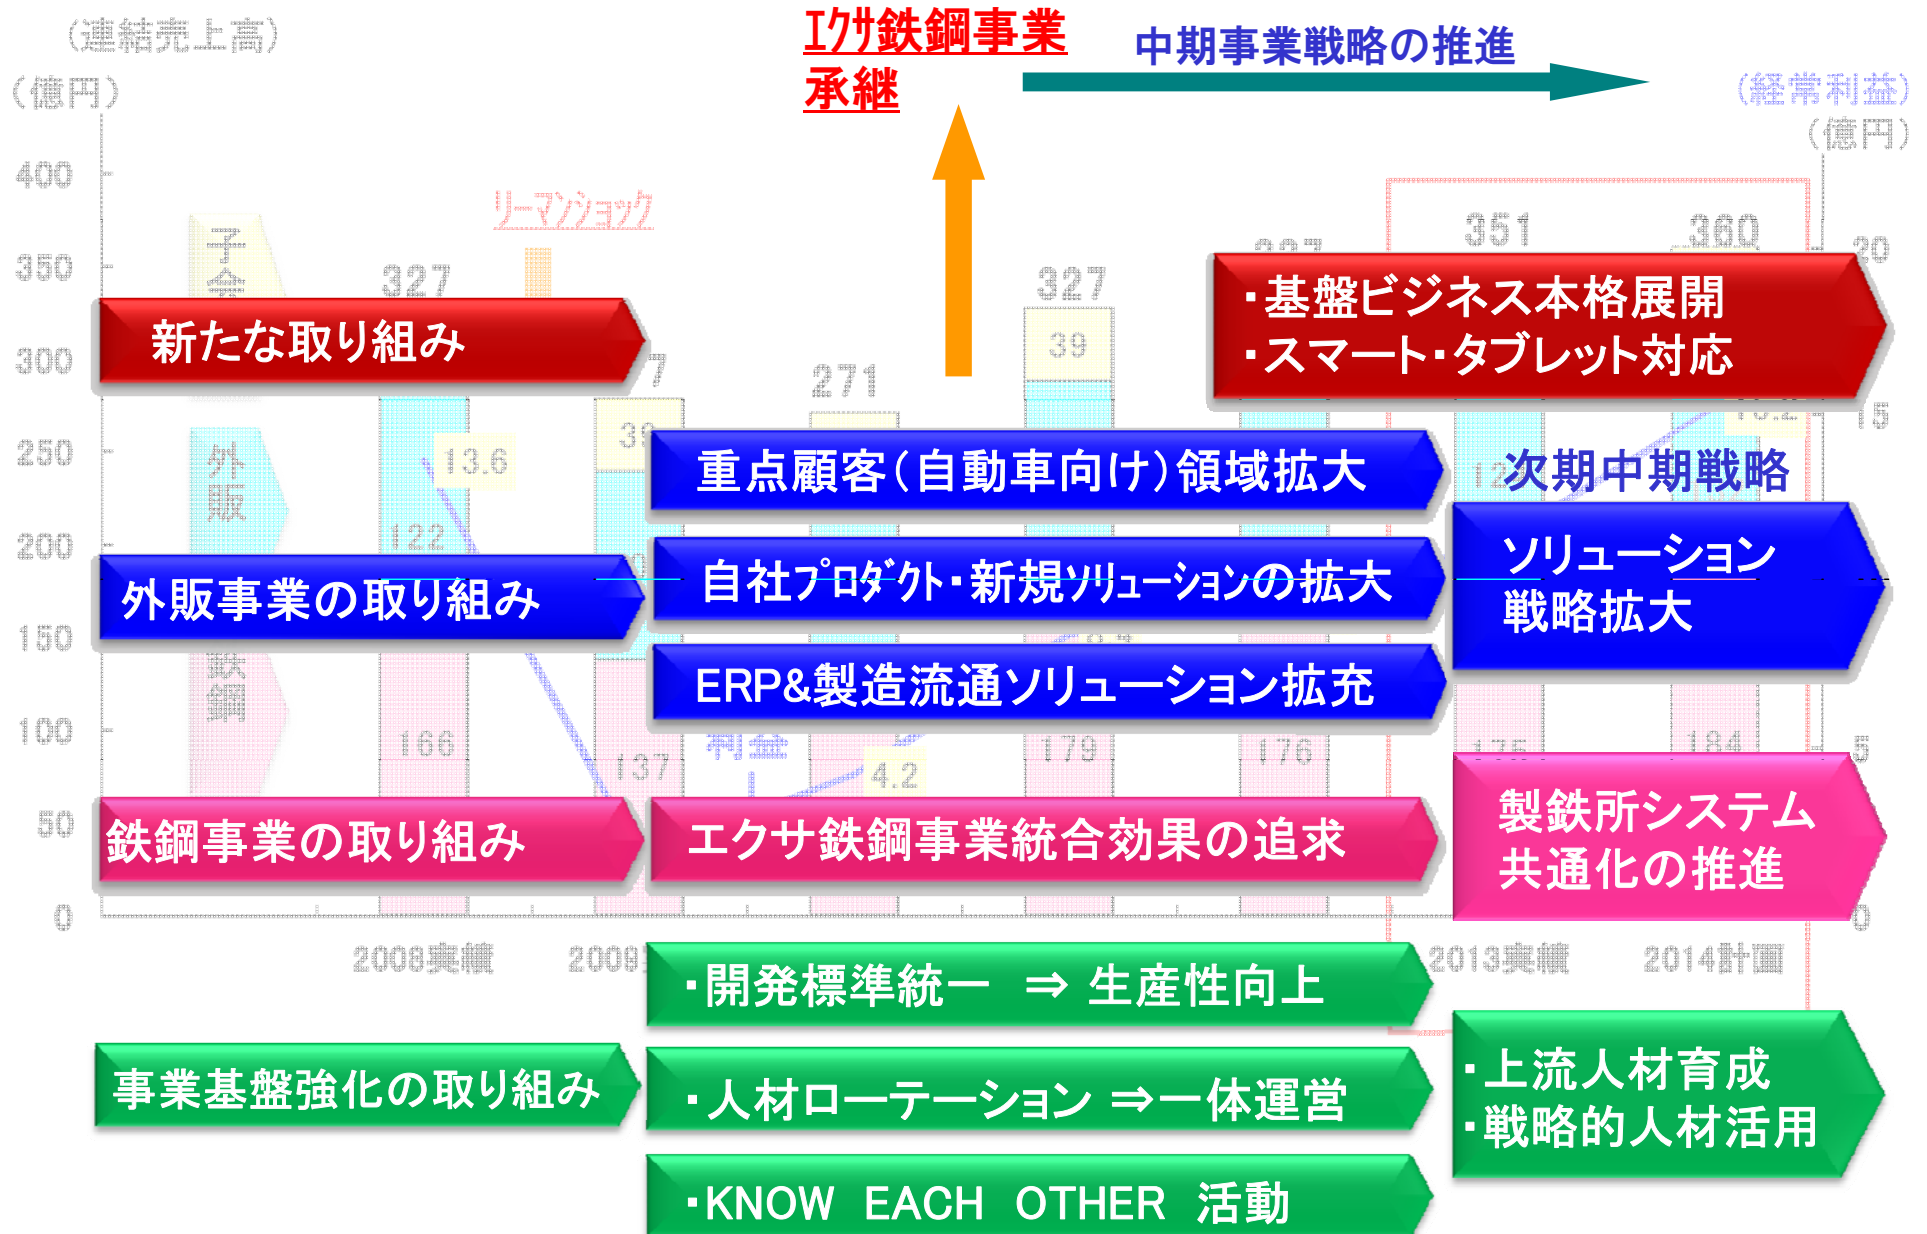 (連結売上高)
(億円)
エクサ鉄鋼事業
承継
中期事業戦略の推進
(経常利益)
(億円)
400
350
300
250
200
150
100
50
0
リーマンショック
327
271
327
39
351
360
20
15
5
0
新たな取り組み
・基盤ビジネス本格展開
・スマート・タブレット対応
外販
13.6
122
39
重点顧客（自動車向け）領域拡大
次期中期戦略
外販事業の取り組み
自社プロダクト・新規ソリューションの拡大
ソリューション
戦略拡大
ERP&製造流通ソリューション拡充
鉄鋼
166
137
利益
4.2
179
176
184
鉄鋼事業の取り組み
エクサ鉄鋼事業統合効果の追求
製鉄所システム
共通化の推進
2008実績
2009
2013実績
2014計画
・開発標準統一 ⇒ 生産性向上
事業基盤強化の取り組み
・人材ローテーション ⇒一体運営
・上流人材育成
・戦略的人材活用
・KNOW EACH OTHER 活動